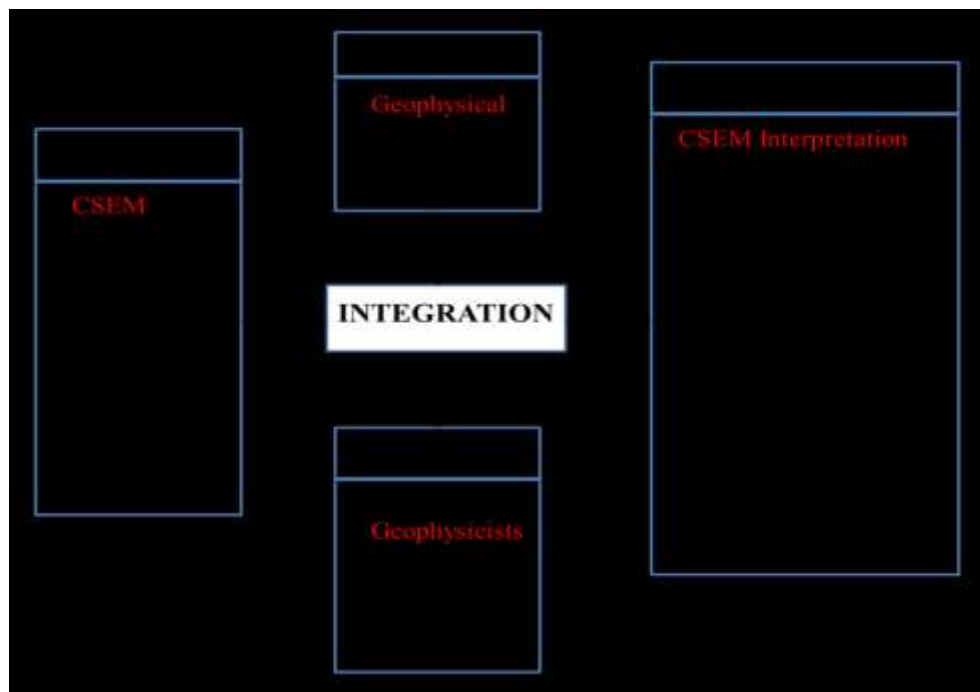 Geophysical
CSEM Interpretation
CSEM
INTEGRATION
Geophysicists